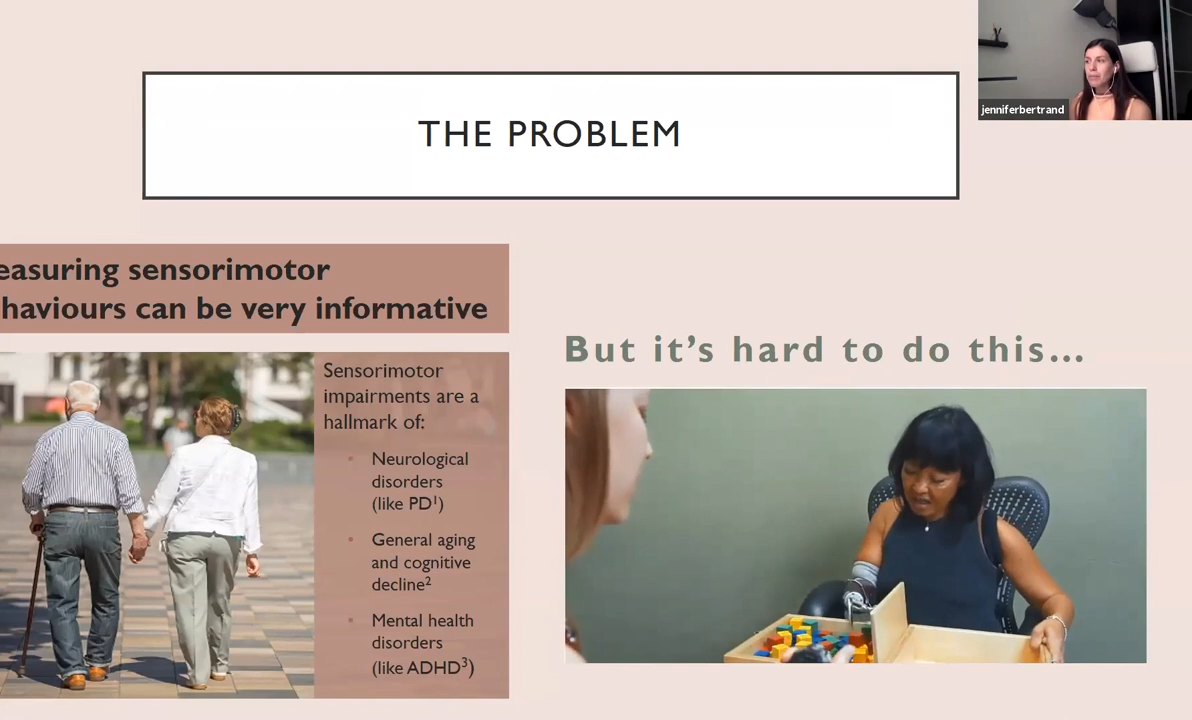 jenniferbertrand
THE PROBLEM
easuring sensorimotor
haviours can be very informative
Sensorimotor
impairments are a
hallmark of:
• Neurological
disorders
(like PD¹)
• General aging
and cognitive
decline²
• Mental health
disorders
(like ADHD³)
But it's hard to do this...